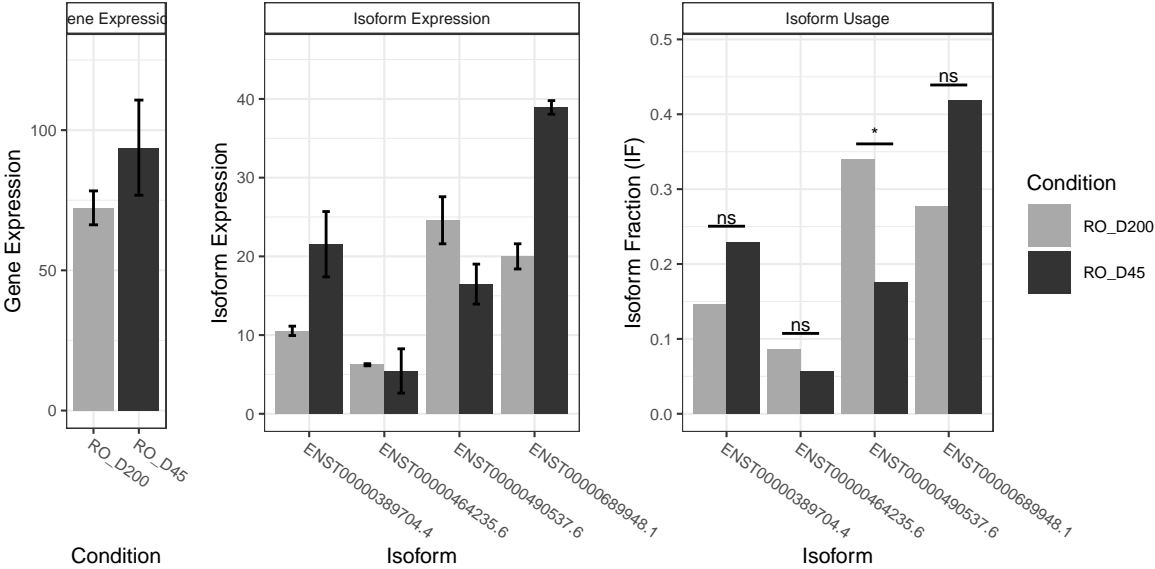 ene Expressic
Gene Expression
100
50
0
RO_D200
RO_D45
Condition
Isoform Expression
Isoform Expression
40
30
20
10
0
ENST00000389704.4
ENST00000464235.6
ENST00000490537.6
ENST00000689948.1
Isoform
Isoform Usage
Isoform Fraction (IF)
0.5
0.4
0.3
0.2
0.1
0.0
ns
ns
*
ns
ENST00000389704.4
ENST00000464235.6
ENST00000490537.6
ENST00000689948.1
Isoform
Condition
RO_D200
RO_D45